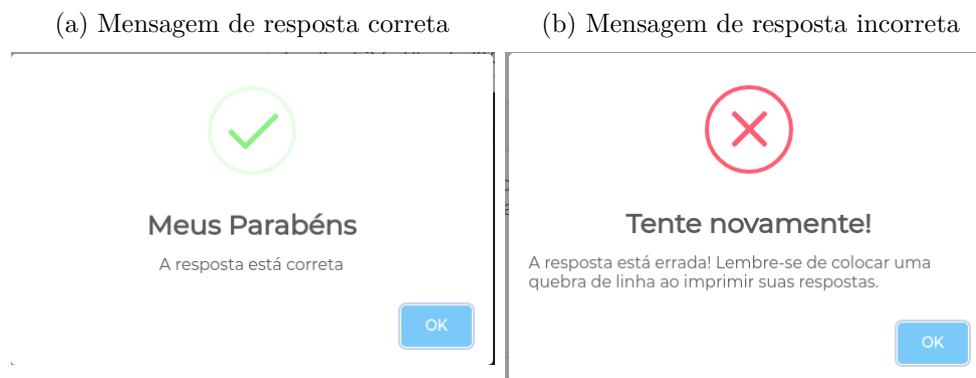 (a) Mensagem de resposta correta
(b) Mensagem de resposta incorreta
Meus Parabéns
A resposta está correta
OK
Tente novamente!
A resposta está errada! Lembre-se de colocar uma
quebra de linha ao imprimir suas respostas.
OK